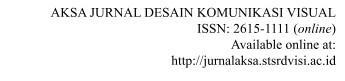 AKSA JURNAL DESAIN KOMUNIKASI VISUAL
ISSN: 2615-1111 (online)
Available online at:
http://jurnalaksa.stsrdvisi.ac.id